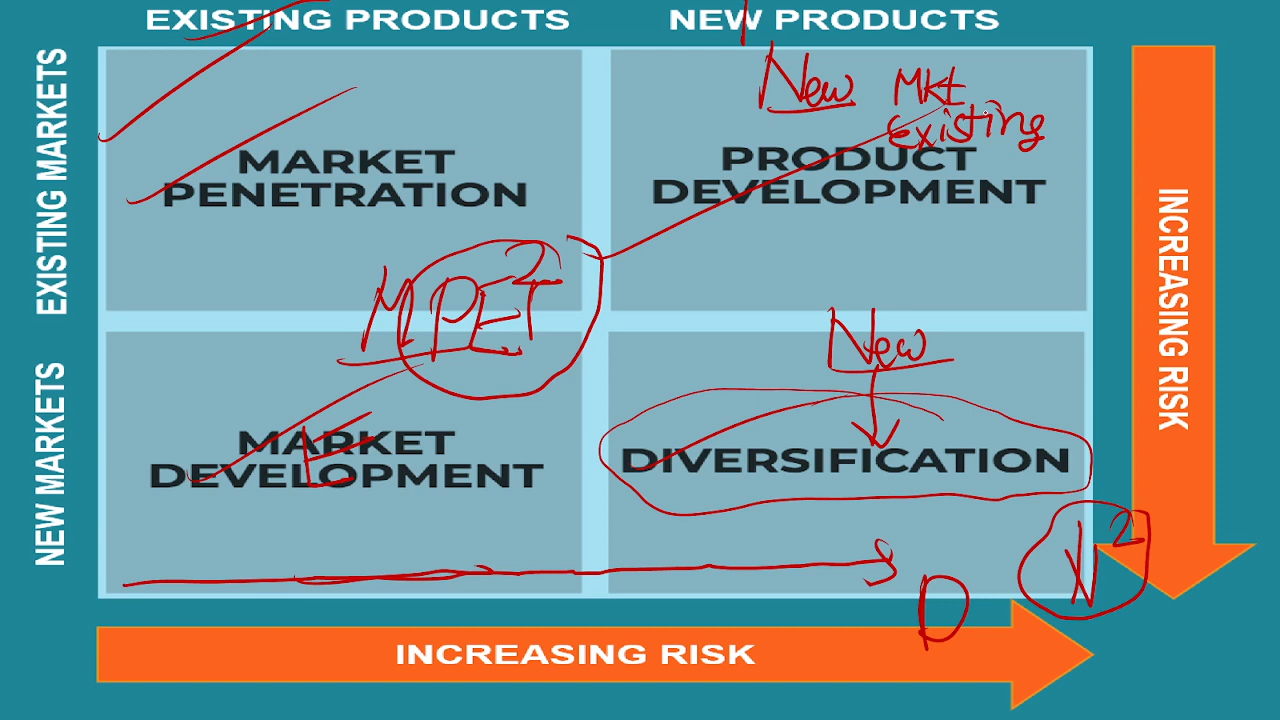 EXISTING PRODUCTS
NEW PRODUCTS
EXISTING MARKETS
NEW MARKETS
MARKET
PENETRATION
New MKt
Existing
PRODUCT
DEVELOPMENT
MPE²T
MARKET
DEVELOPMENT
E
New
DIVERSIFICATION
D
N²
INCREASING RISK
INCREASING RISK